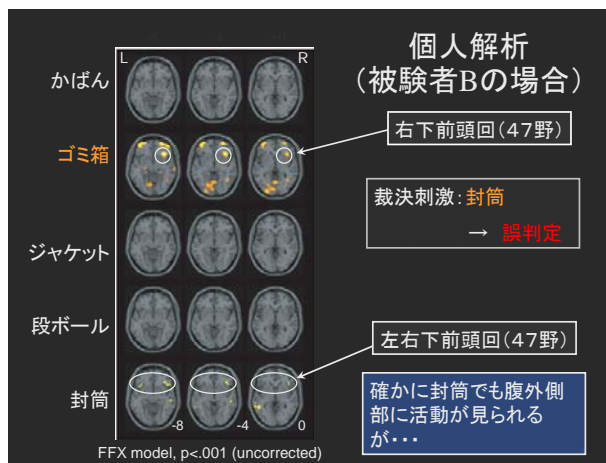 個人解析
(被験者Bの場合)
L
R
かばん
ゴミ箱
右下前頭回(47野)
裁決刺激:封筒
→ 誤判定
ジャケット
段ボール
左右下前頭回(47野)
封筒
確かに封筒でも腹外側
部に活動が見られる
が・・・
-8
-4
0
FFX model, p<.001 (uncorrected)